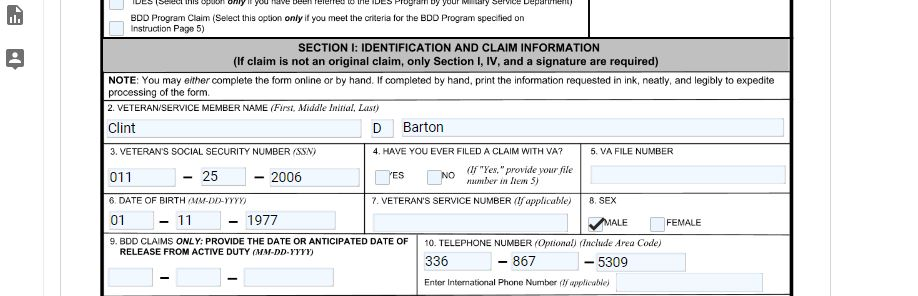 IDES (Select this option only if you have been referred to the IDES Program by your Military Service Department)
BDD Program Claim (Select this option only if you meet the criteria for the BDD Program specified on
Instruction Page 5)
SECTION I: IDENTIFICATION AND CLAIM INFORMATION
(If claim is not an original claim, only Section I, IV, and a signature are required)
NOTE: You may either complete the form online or by hand. If completed by hand, print the information requested in ink, neatly, and legibly to expedite
processing of the form.
2. VETERAN/SERVICE MEMBER NAME (First, Middle Initial, Last)
Clint D Barton
3. VETERAN'S SOCIAL SECURITY NUMBER (SSN)
011 - 25 - 2006
4. HAVE YOU EVER FILED A CLAIM WITH VA?
YES NO (If "Yes," provide your file
number in Item 5)
5. VA FILE NUMBER
6. DATE OF BIRTH (MM-DD-YYYY)
01 - 11 - 1977
7. VETERAN'S SERVICE NUMBER (If applicable)
8. SEX
MALE FEMALE
9. BDD CLAIMS ONLY: PROVIDE THE DATE OR ANTICIPATED DATE OF
RELEASE FROM ACTIVE DUTY (MM-DD-YYYY)
- -
10. TELEPHONE NUMBER (Optional) (Include Area Code)
336 - 867 - 5309
Enter International Phone Number (If applicable)